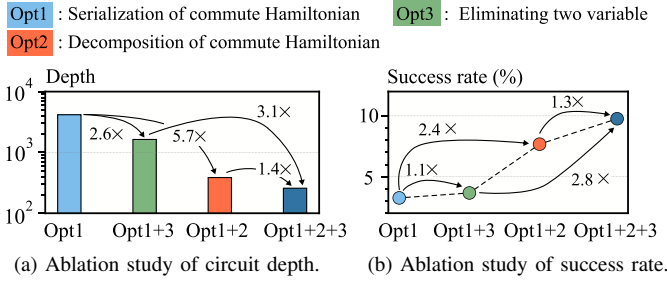 Opt1 : Serialization of commute Hamiltonian
Opt3 : Eliminating two variable
Opt2 : Decomposition of commute Hamiltonian
Depth
10^4
10^3
10^2
2.6×
5.7×
3.1×
1.4×
Opt1 Opt1+3 Opt1+2 Opt1+2+3
(a) Ablation study of circuit depth.
Success rate (%)
10
5
2.4 ×
1.1×
1.3×
2.8 ×
Opt1 Opt1+3 Opt1+2 Opt1+2+3
(b) Ablation study of success rate.